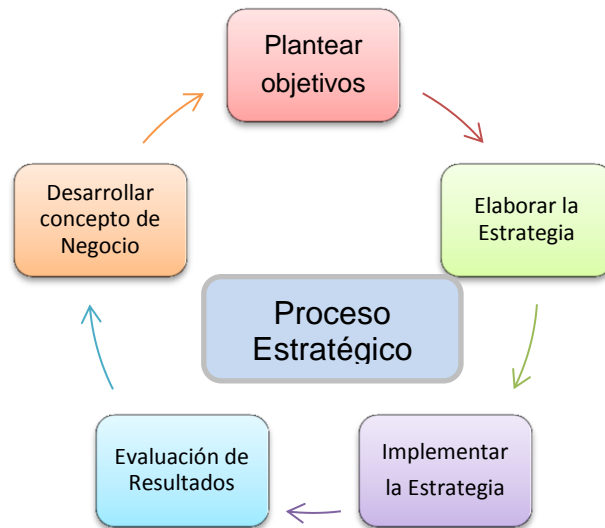 Plantear
objetivos
Elaborar la
Estrategia
Implementar
la Estrategia
Evaluación de
Resultados
Desarrollar
concepto de
Negocio
Proceso
Estratégico